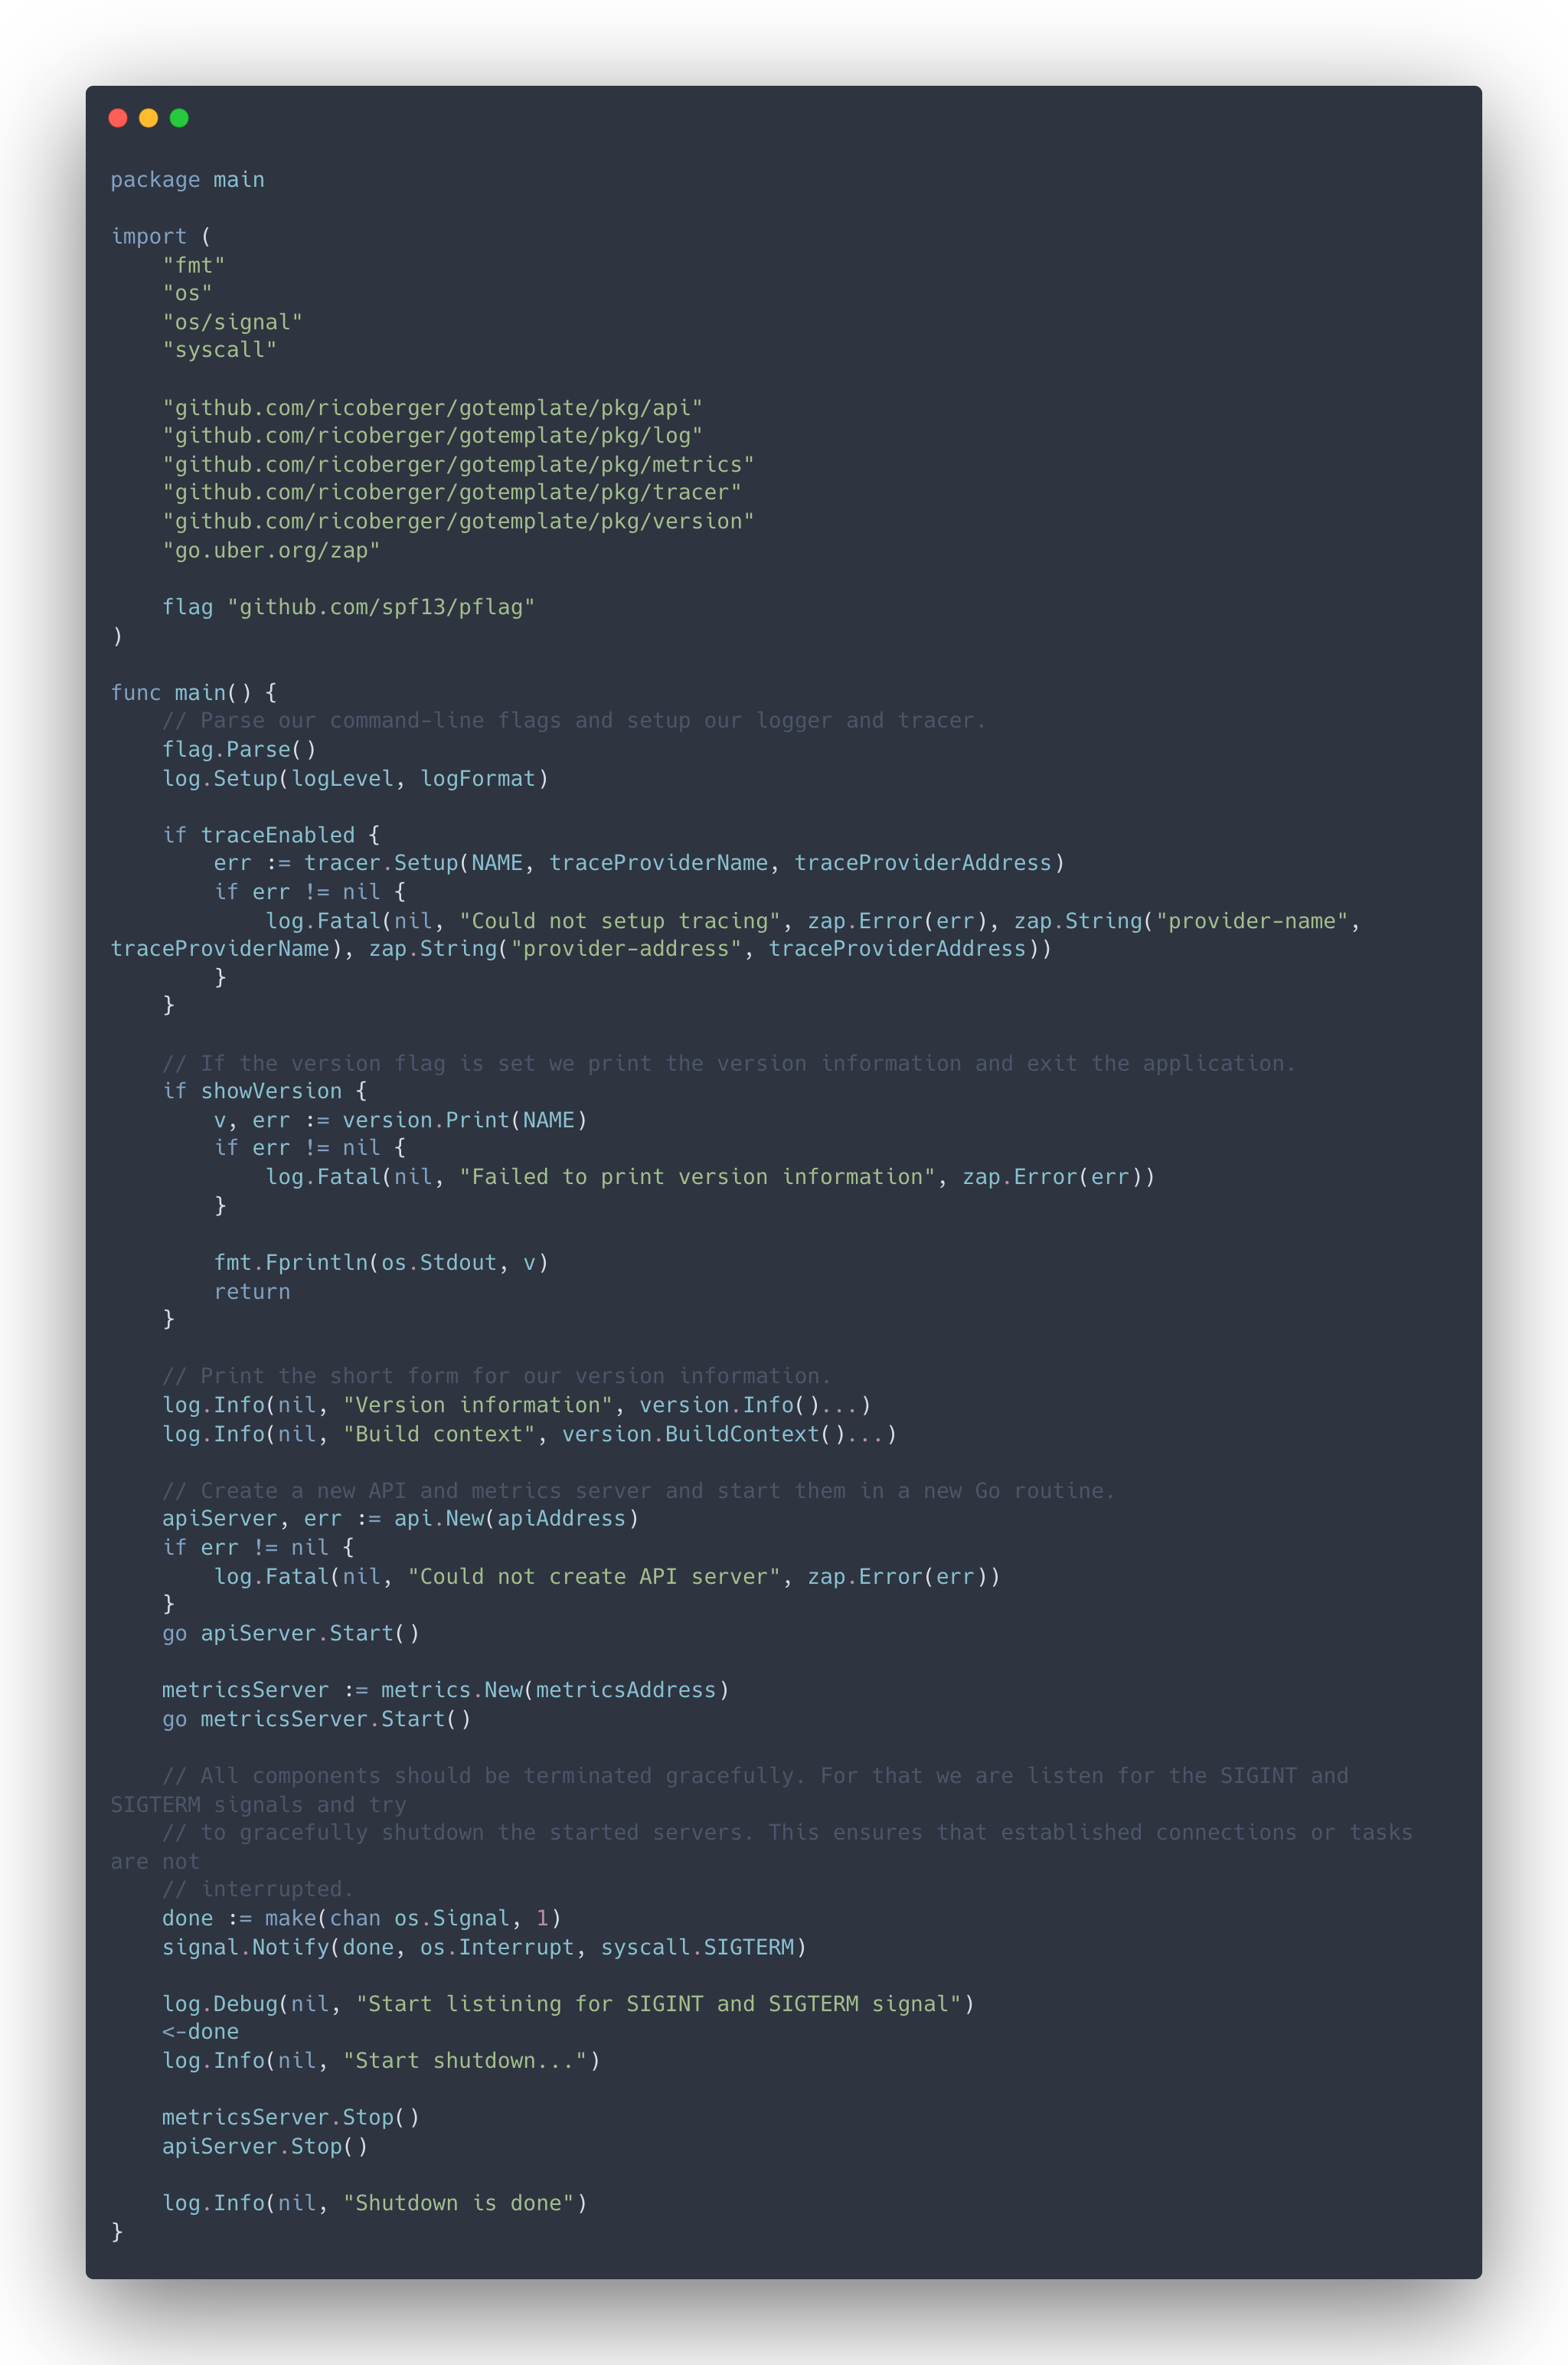 package main

import (
    "fmt"
    "os"
    "os/signal"
    "syscall"

    "github.com/ricoberger/gotemplate/pkg/api"
    "github.com/ricoberger/gotemplate/pkg/log"
    "github.com/ricoberger/gotemplate/pkg/metrics"
    "github.com/ricoberger/gotemplate/pkg/tracer"
    "github.com/ricoberger/gotemplate/pkg/version"
    "go.uber.org/zap"

    flag "github.com/spf13/pflag"
)

func main() {
    // Parse our command-line flags and setup our logger and tracer.
    flag.Parse()
    log.Setup(logLevel, logFormat)

    if traceEnabled {
        err := tracer.Setup(NAME, traceProviderName, traceProviderAddress)
        if err != nil {
            log.Fatal(nil, "Could not setup tracing", zap.Error(err), zap.String("provider-name",
traceProviderName), zap.String("provider-address", traceProviderAddress))
        }
    }

    // If the version flag is set we print the version information and exit the application.
    if showVersion {
        v, err := version.Print(NAME)
        if err != nil {
            log.Fatal(nil, "Failed to print version information", zap.Error(err))
        }

        fmt.Fprintln(os.Stdout, v)
        return
    }

    // Print the short form for our version information.
    log.Info(nil, "Version information", version.Info()...)
    log.Info(nil, "Build context", version.BuildContext()...)

    // Create a new API and metrics server and start them in a new Go routine.
    apiServer, err := api.New(apiAddress)
    if err != nil {
        log.Fatal(nil, "Could not create API server", zap.Error(err))
    }
    go apiServer.Start()

    metricsServer := metrics.New(metricsAddress)
    go metricsServer.Start()

    // All components should be terminated gracefully. For that we are listen for the SIGINT and
SIGTERM signals and try
    // to gracefully shutdown the started servers. This ensures that established connections or tasks
are not
    // interrupted.
    done := make(chan os.Signal, 1)
    signal.Notify(done, os.Interrupt, syscall.SIGTERM)

    log.Debug(nil, "Start listining for SIGINT and SIGTERM signal")
    <-done
    log.Info(nil, "Start shutdown...")

    metricsServer.Stop()
    apiServer.Stop()

    log.Info(nil, "Shutdown is done")
}